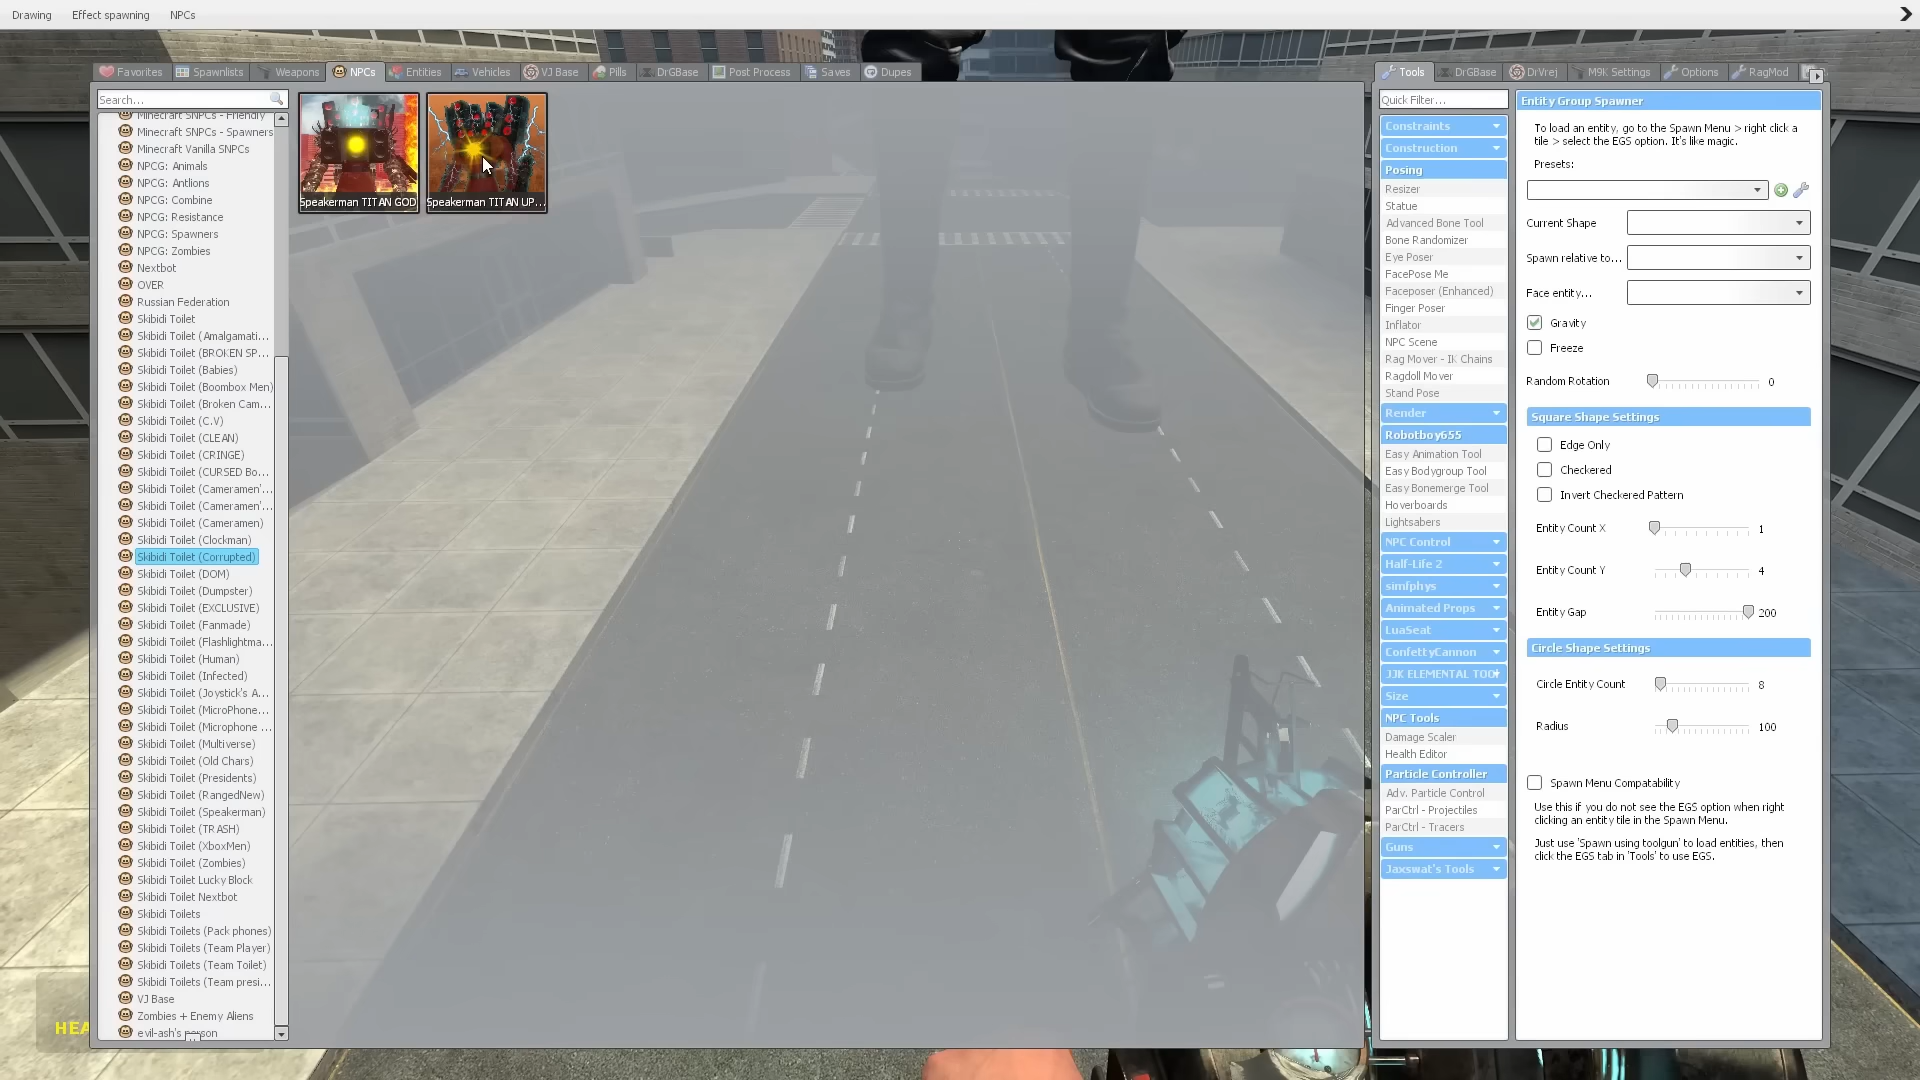 Drawing Effect spawning NPCs
Favorites Spawnlists Weapons NPCs Entities Vehicles VJ Base Pills DrGBase Post Process Saves Dupes
Search...
Minecraft SNPCs - Friendly
Minecraft SNPCs - Spawners
Minecraft Vanilla SNPCs
NPCG: Animals
NPCG: Antlions
NPCG: Combine
NPCG: Resistance
NPCG: Spawners
NPCG: Zombies
Nextbot
OVER
Russian Federation
Skibidi Toilet
Skibidi Toilet (Amalgamati...
Skibidi Toilet (BROKEN SP...
Skibidi Toilet (Babies)
Skibidi Toilet (Boombox Men)
Skibidi Toilet (Broken Cam...
Skibidi Toilet (C.V)
Skibidi Toilet (CLEAN)
Skibidi Toilet (CRINGE)
Skibidi Toilet (CURSED Bo...
Skibidi Toilet (Cameramen'...
Skibidi Toilet (Cameramen'...
Skibidi Toilet (Cameramen)
Skibidi Toilet (Clockman)
Skibidi Toilet (Corrupted)
Skibidi Toilet (DOM)
Skibidi Toilet (Dumpster)
Skibidi Toilet (EXCLUSIVE)
Skibidi Toilet (Fanmade)
Skibidi Toilet (Flashlightma...
Skibidi Toilet (Human)
Skibidi Toilet (Infected)
Skibidi Toilet (Joystick's A...
Skibidi Toilet (MicroPhone...
Skibidi Toilet (Microphone ...
Skibidi Toilet (Multiverse)
Skibidi Toilet (Old Chars)
Skibidi Toilet (Presidents)
Skibidi Toilet (RangedNew)
Skibidi Toilet (Speakerman)
Skibidi Toilet (TRASH)
Skibidi Toilet (XboxMen)
Skibidi Toilet (Zombies)
Skibidi Toilet Lucky Block
Skibidi Toilet Nextbot
Skibidi Toilets
Skibidi Toilets (Pack phones)
Skibidi Toilets (Team Player)
Skibidi Toilets (Team Toilet)
Skibidi Toilets (Team presi...
VJ Base
Zombies + Enemy Aliens
evil-ash's person
HEA
Speakerman TITAN GOD
Speakerman TITAN UP...
Tools DrGBase DrVrej M9K Settings Options RagMod
Quick Filter...
Constraints
Construction
Posing
Resizer
Statue
Advanced Bone Tool
Bone Randomizer
Eye Poser
FacePose Me
Faceposer (Enhanced)
Finger Poser
Inflator
NPC Scene
Rag Mover - IK Chains
Ragdoll Mover
Stand Pose
Render
Robotboy655
Easy Animation Tool
Easy Bodygroup Tool
Easy Bonemerge Tool
Hoverboards
Lightsabers
NPC Control
Half-Life 2
simfphys
Animated Props
LuaSeat
ConfettyCannon
JJK ELEMENTAL TOO
Size
NPC Tools
Damage Scaler
Health Editor
Particle Controller
Adv. Particle Control
ParCtrl - Projectiles
ParCtrl - Tracers
Guns
Jaxswat's Tools
Entity Group Spawner
To load an entity, go to the Spawn Menu > right click a
tile > select the EGS option. It's like magic.
Presets:
Current Shape
Spawn relative to...
Face entity...
Gravity
Freeze
Random Rotation 0
Square Shape Settings
Edge Only
Checkered
Invert Checkered Pattern
Entity Count X 1
Entity Count Y 4
Entity Gap 200
Circle Shape Settings
Circle Entity Count 8
Radius 100
Spawn Menu Compatability
Use this if you do not see the EGS option when right
clicking an entity tile in the Spawn Menu.
Just use 'Spawn using toolgun' to load entities, then
click the EGS tab in 'Tools' to use EGS.